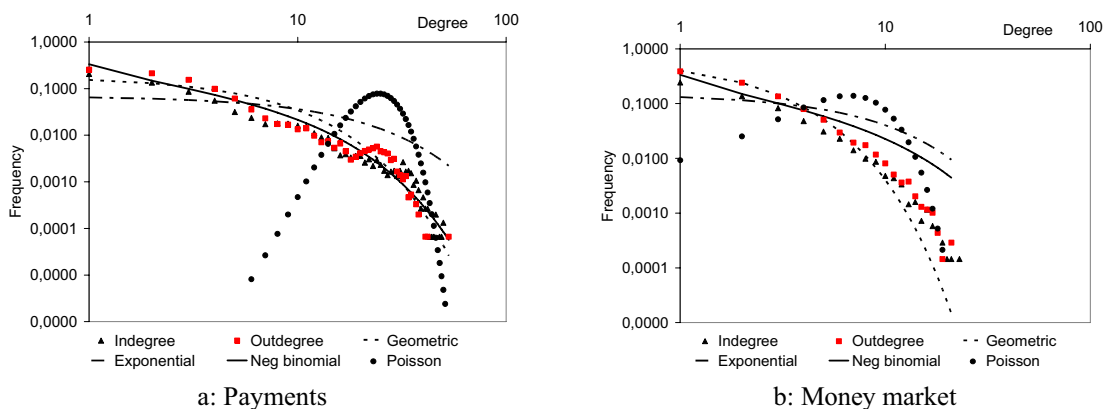 1 10 Degree 100
1,0000
0,1000
0,0100
0,0010
0,0001
0,0000
0,0000
Frequency
Indegree Outdegree Geometric
Exponential Neg binomial Poisson
a: Payments
1 10 Degree 100
1,0000
0,1000
0,0100
0,0010
0,0001
0,0000
Frequency
Indegree Outdegree Geometric
Exponential Neg binomial Poisson
b: Money market